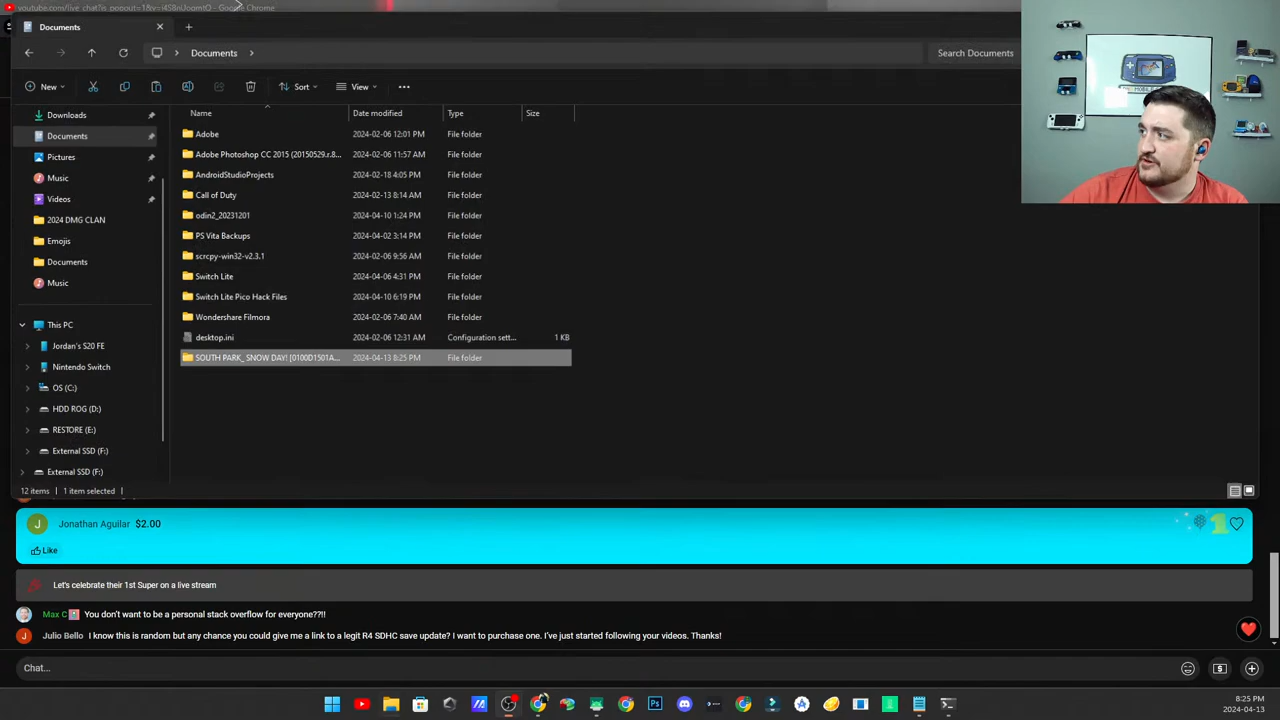 Documents
Documents
Search Documents
New
Sort
View
Name
Date modified
Type
Size
Downloads
Documents
Pictures
Music
Videos
2024 DMG CLAN
Emojis
Documents
Music
This PC
Jordan's S20 FE
Nintendo Switch
OS (C:)
HDD ROG (D:)
RESTORE (E:)
External SSD (F:)
External SSD (F:)
Adobe 2024-02-06 12:01 PM File folder
Adobe Photoshop CC 2015 (20150529.r.8... 2024-02-06 11:57 AM File folder
AndroidStudioProjects 2024-02-18 4:05 PM File folder
Call of Duty 2024-02-13 8:14 AM File folder
odin2_20231201 2024-04-10 1:24 PM File folder
PS Vita Backups 2024-04-02 3:14 PM File folder
scrcpy-win32-v2.3.1 2024-02-06 9:56 AM File folder
Switch Lite 2024-04-06 4:31 PM File folder
Switch Lite Pico Hack Files 2024-04-10 6:19 PM File folder
Wondershare Filmora 2024-02-06 7:40 AM File folder
desktop.ini 2024-02-06 12:31 AM Configuration sett... 1 KB
SOUTH PARK_ SNOW DAY! [0100D1501A... 2024-04-13 8:25 PM File folder
12 items
1 item selected
J Jonathan Aguilar $2.00
1
Like
Let's celebrate their 1st Super on a live stream
Max C You don't want to be a personal stack overflow for everyone??!!
Julio Bello I know this is random but any chance you could give me a link to a legit R4 SDHC save update? I want to purchase one. I've just started following your videos. Thanks!
Chat...
8:25 PM
2024-04-13